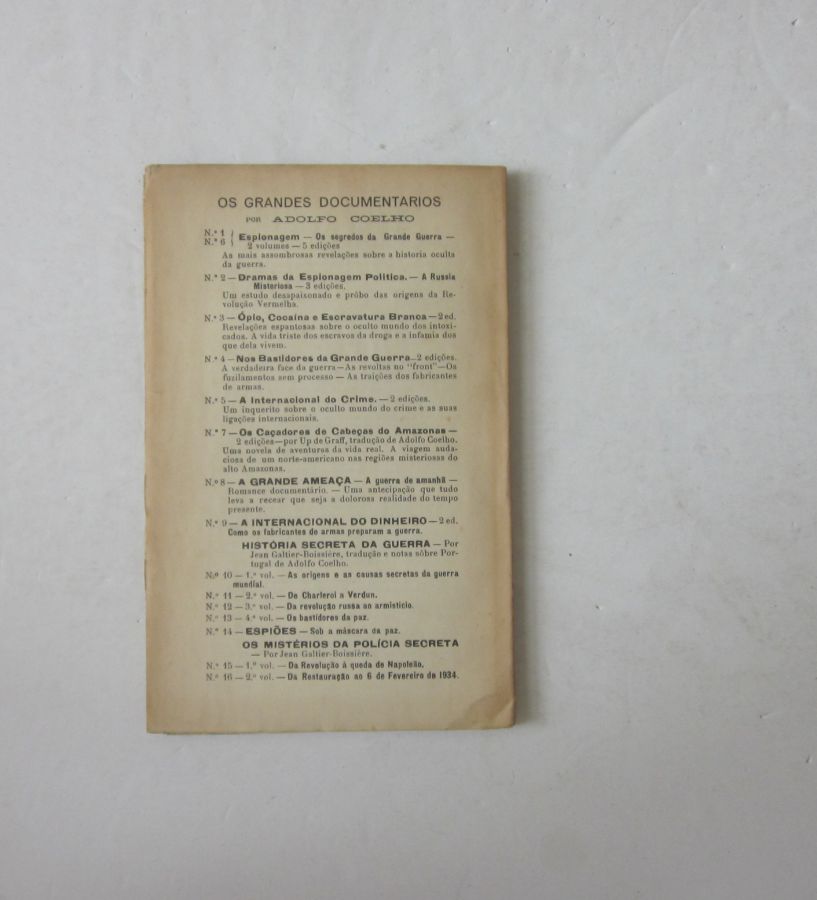 OS GRANDES DOCUMENTARIOS
POR ADOLFO COELHO
N.º 1
N.º 6 Espionagem — Os segredos da Grande Guerra —
2 volumes — 5 edições
As mais assombrosas revelações sobre a historia oculta
da guerra.
N.º 2 — Dramas da Espionagem Politica. — A Russia
Misteriosa — 3 edições.
Um estudo desapaixonado e próbo das origens da Re-
volução Vermelha.
N.º 3 — Ópio, Cocaína e Escravatura Branca — 2 ed.
Revelações espantosas sobre o oculto mundo dos intoxi-
cados. A vida triste dos escravos da droga e a infamia dos
que dela vivem.
N.º 4 — Nos Bastidores da Grande Guerra — 2 edições.
A verdadeira face da guerra — As revoltas no "front" — Os
fuzilamentos sem processo — As traições dos fabricantes
de armas.
N.º 5 — A Internacional do Crime. — 2 edições.
Um inquerito sobre o oculto mundo do crime e as suas
ligações internacionais.
N.º 7 — Os Caçadores de Cabeças do Amazonas —
2 edições — por Up de Graff, tradução de Adolfo Coelho.
Uma novela de aventuras da vida real. A viagem auda-
ciosa de um norte-americano nas regiões misteriosas do
alto Amazonas.
N.º 8 — A GRANDE AMEAÇA — A guerra de amanhã —
Romance documentário. — Uma antecipação que tudo
leva a recear que seja a dolorosa realidade do tempo
presente.
N.º 9 — A INTERNACIONAL DO DINHEIRO — 2 ed.
Como os fabricantes de armas preparam a guerra.
HISTÓRIA SECRETA DA GUERRA — Por
Jean Galtier-Boissière, tradução e notas sôbre Por-
tugal de Adolfo Coelho.
N.º 10 — 1.º vol. — As origens e as causas secretas da guerra
mundial.
N.º 11 — 2.º vol. — De Charleroi a Verdun.
N.º 12 — 3.º vol. — Da revolução russa ao armistício.
N.º 13 — 4.º vol. — Os bastidores da paz.
N.º 14 — ESPIÕES — Sob a máscara da paz.
OS MISTÉRIOS DA POLÍCIA SECRETA
— Por Jean Galtier-Boissière.
N.º 15 — 1.º vol. — Da Revolução à queda de Napoleão.
N.º 16 — 2.º vol. — Da Restauração ao 6 de Fevereiro de 1934.